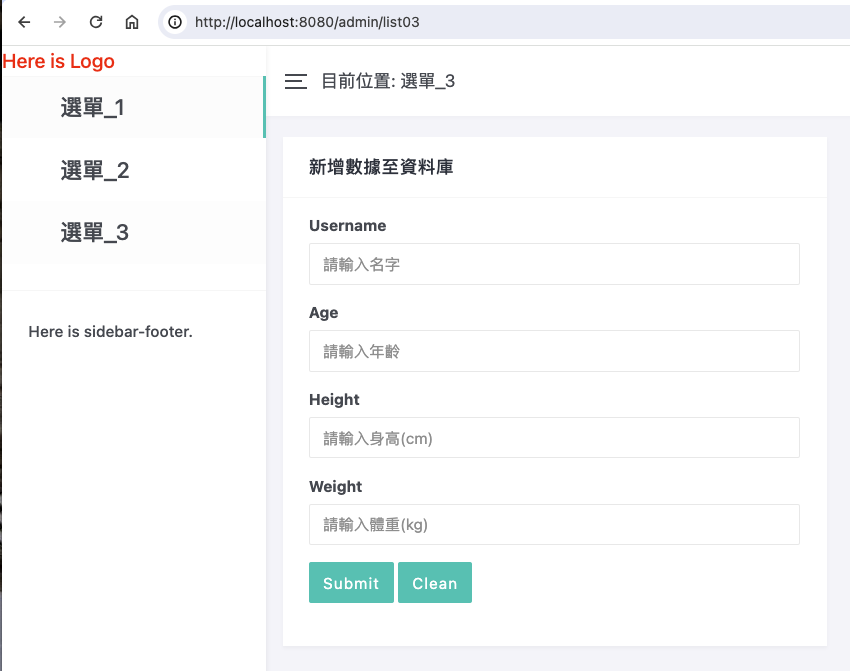 http://localhost:8080/admin/list03
Here is Logo
選單_1
選單_2
選單_3
Here is sidebar-footer.
目前位置: 選單_3
新增數據至資料庫
Username
請輸入名字
Age
請輸入年齡
Height
請輸入身高(cm)
Weight
請輸入體重(kg)
Submit
Clean